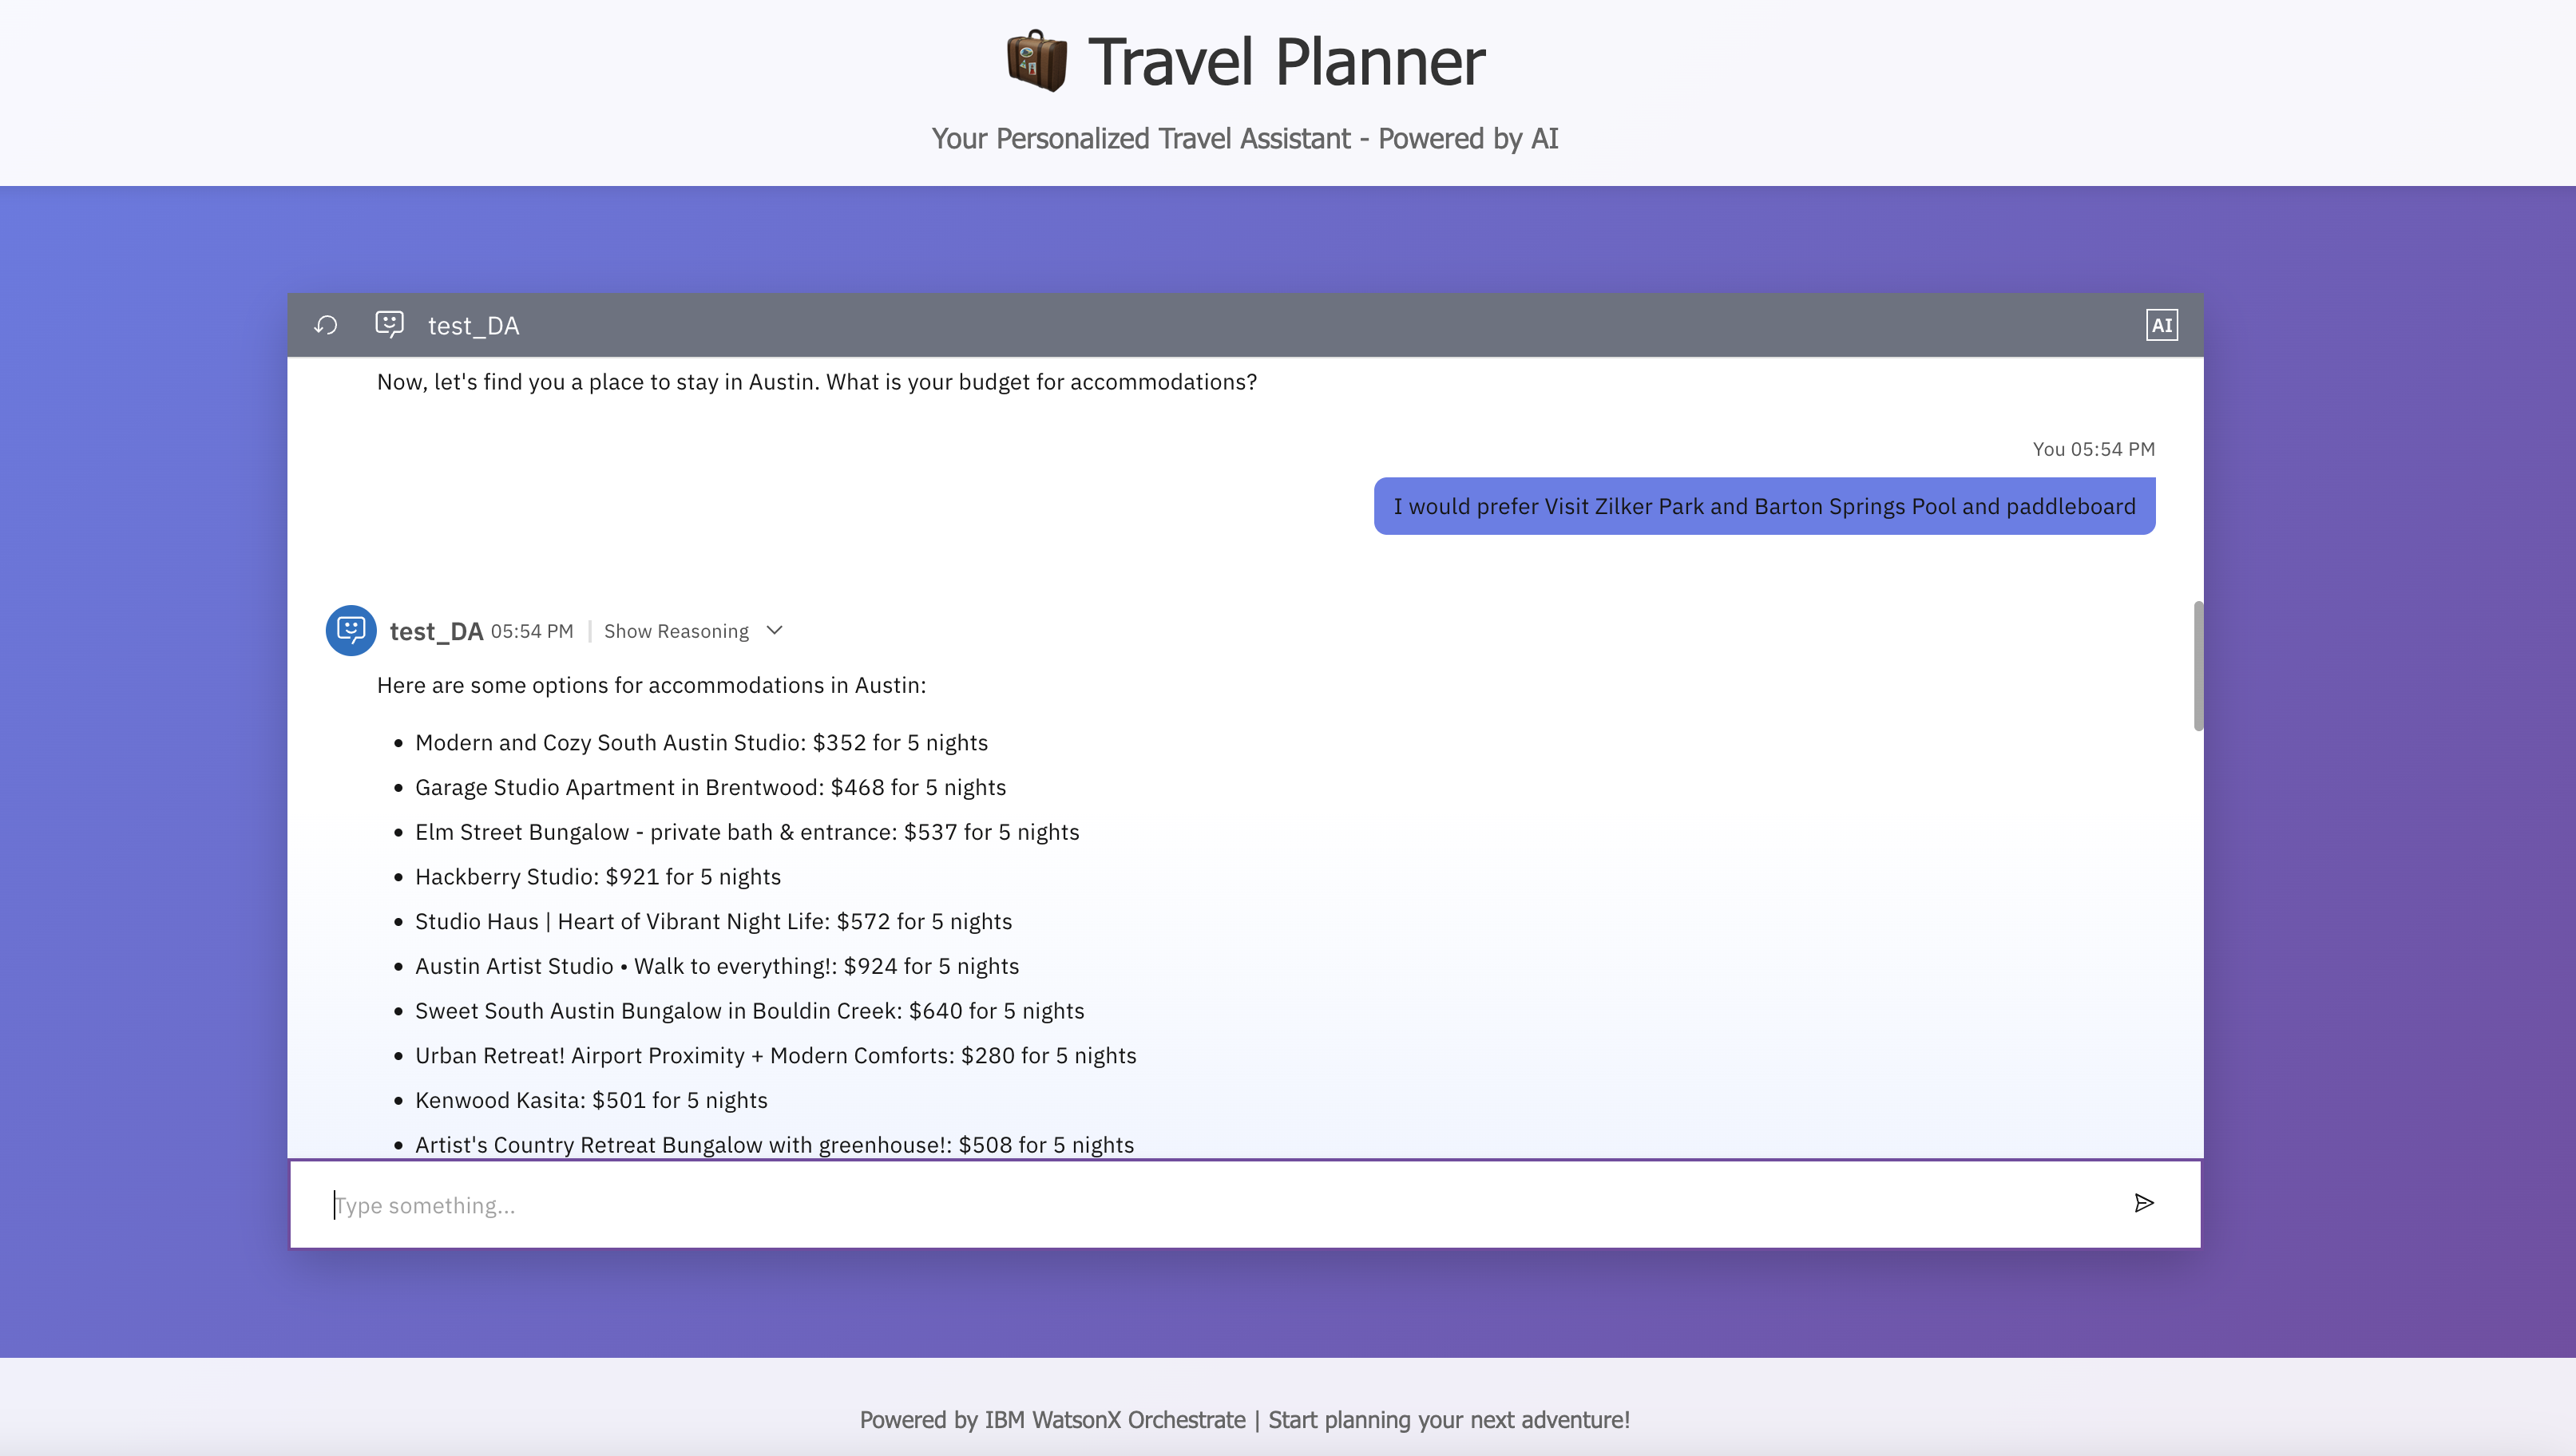 Travel Planner
Your Personalized Travel Assistant - Powered by AI
test_DA
AI
Now, let's find you a place to stay in Austin. What is your budget for accommodations?
You 05:54 PM
I would prefer Visit Zilker Park and Barton Springs Pool and paddleboard
test_DA 05:54 PM | Show Reasoning
Here are some options for accommodations in Austin:
• Modern and Cozy South Austin Studio: $352 for 5 nights
• Garage Studio Apartment in Brentwood: $468 for 5 nights
• Elm Street Bungalow - private bath & entrance: $537 for 5 nights
• Hackberry Studio: $921 for 5 nights
• Studio Haus | Heart of Vibrant Night Life: $572 for 5 nights
• Austin Artist Studio • Walk to everything!: $924 for 5 nights
• Sweet South Austin Bungalow in Bouldin Creek: $640 for 5 nights
• Urban Retreat! Airport Proximity + Modern Comforts: $280 for 5 nights
• Kenwood Kasita: $501 for 5 nights
• Artist's Country Retreat Bungalow with greenhouse!: $508 for 5 nights
Type something...
Powered by IBM WatsonX Orchestrate | Start planning your next adventure!